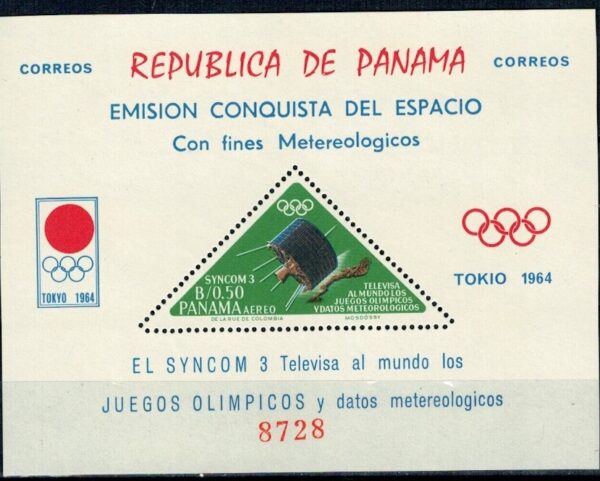 CORREOS
REPUBLICA DE PANAMA
CORREOS
EMISION CONQUISTA DEL ESPACIO
Con fines Metereologicos
TOKYO 1964
TOKIO 1964
SYNCOM 3
B/0.50
PANAMA AEREO
TELEVISA
AL MUNDO LOS
JUEGOS OLIMPICOS
Y DATOS METEOROLOGICOS
DE LA RUE DE COLOMBIA
MOSDÓSSY
EL SYNCOM 3 Televisa al mundo los
JUEGOS OLIMPICOS y datos metereologicos
8728